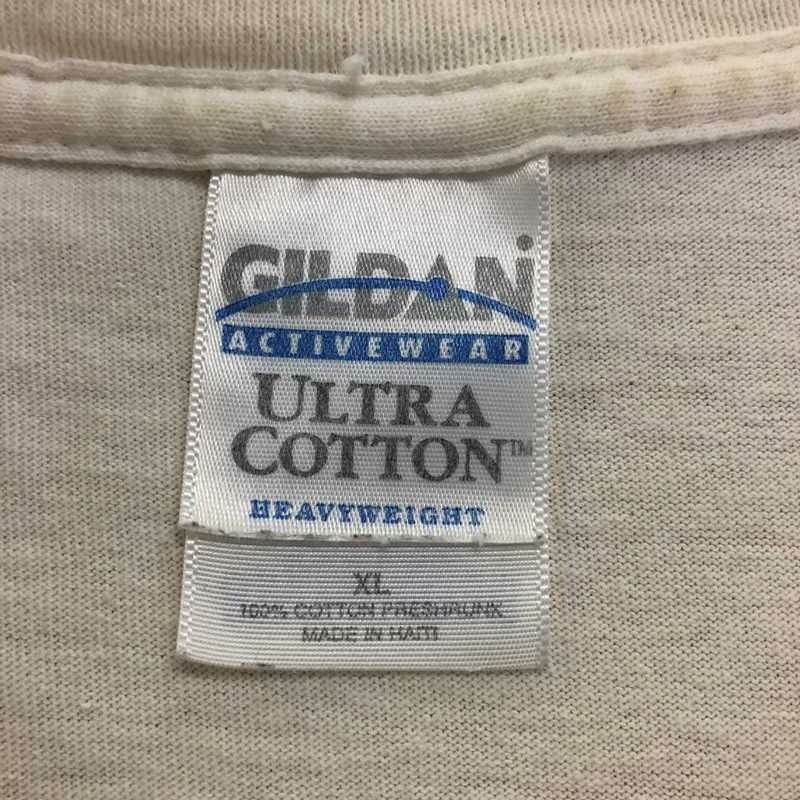 GILDAN®
ACTIVEWEAR
ULTRA
COTTON™
HEAVYWEIGHT
XL
100% COTTON PRESHRUNK
MADE IN HAITI